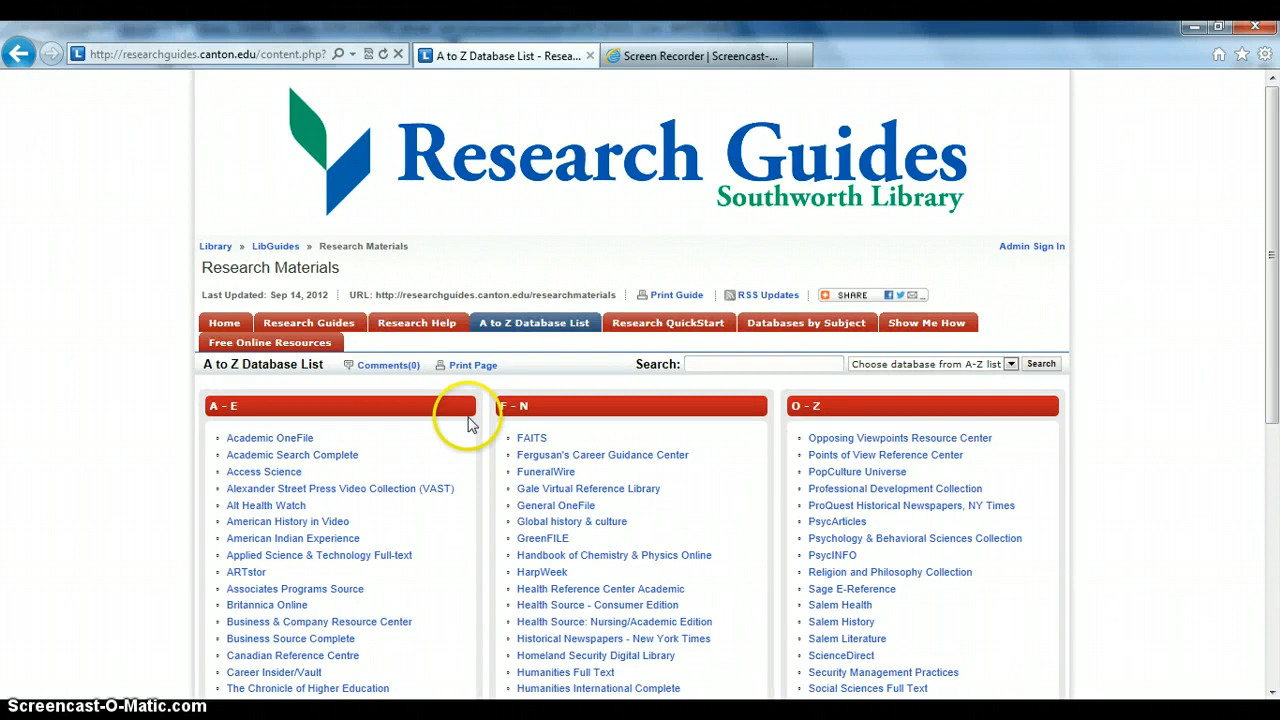 http://researchguides.canton.edu/content.php?
A to Z Database List - Resea...
Screen Recorder | Screencast-...
Research Guides
Southworth Library
Library » LibGuides » Research Materials
Admin Sign In
Research Materials
Last Updated: Sep 14, 2012 | URL: http://researchguides.canton.edu/researchmaterials | Print Guide | RSS Updates | SHARE
Home Research Guides Research Help A to Z Database List Research QuickStart Databases by Subject Show Me How
Free Online Resources
A to Z Database List Comments(0) Print Page Search: Choose database from A-Z list Search
A - E
Academic OneFile
Academic Search Complete
Access Science
Alexander Street Press Video Collection (VAST)
Alt Health Watch
American History in Video
American Indian Experience
Applied Science & Technology Full-text
ARTstor
Associates Programs Source
Britannica Online
Business & Company Resource Center
Business Source Complete
Canadian Reference Centre
Career Insider/Vault
The Chronicle of Higher Education
F - N
FAITS
Fergusan's Career Guidance Center
FuneralWire
Gale Virtual Reference Library
General OneFile
Global history & culture
GreenFILE
Handbook of Chemistry & Physics Online
HarpWeek
Health Reference Center Academic
Health Source - Consumer Edition
Health Source: Nursing/Academic Edition
Historical Newspapers - New York Times
Homeland Security Digital Library
Humanities Full Text
Humanities International Complete
O - Z
Opposing Viewpoints Resource Center
Points of View Reference Center
PopCulture Universe
Professional Development Collection
ProQuest Historical Newspapers, NY Times
PsycArticles
Psychology & Behavioral Sciences Collection
PsycINFO
Religion and Philosophy Collection
Sage E-Reference
Salem Health
Salem History
Salem Literature
ScienceDirect
Security Management Practices
Social Sciences Full Text
Screencast-O-Matic.com